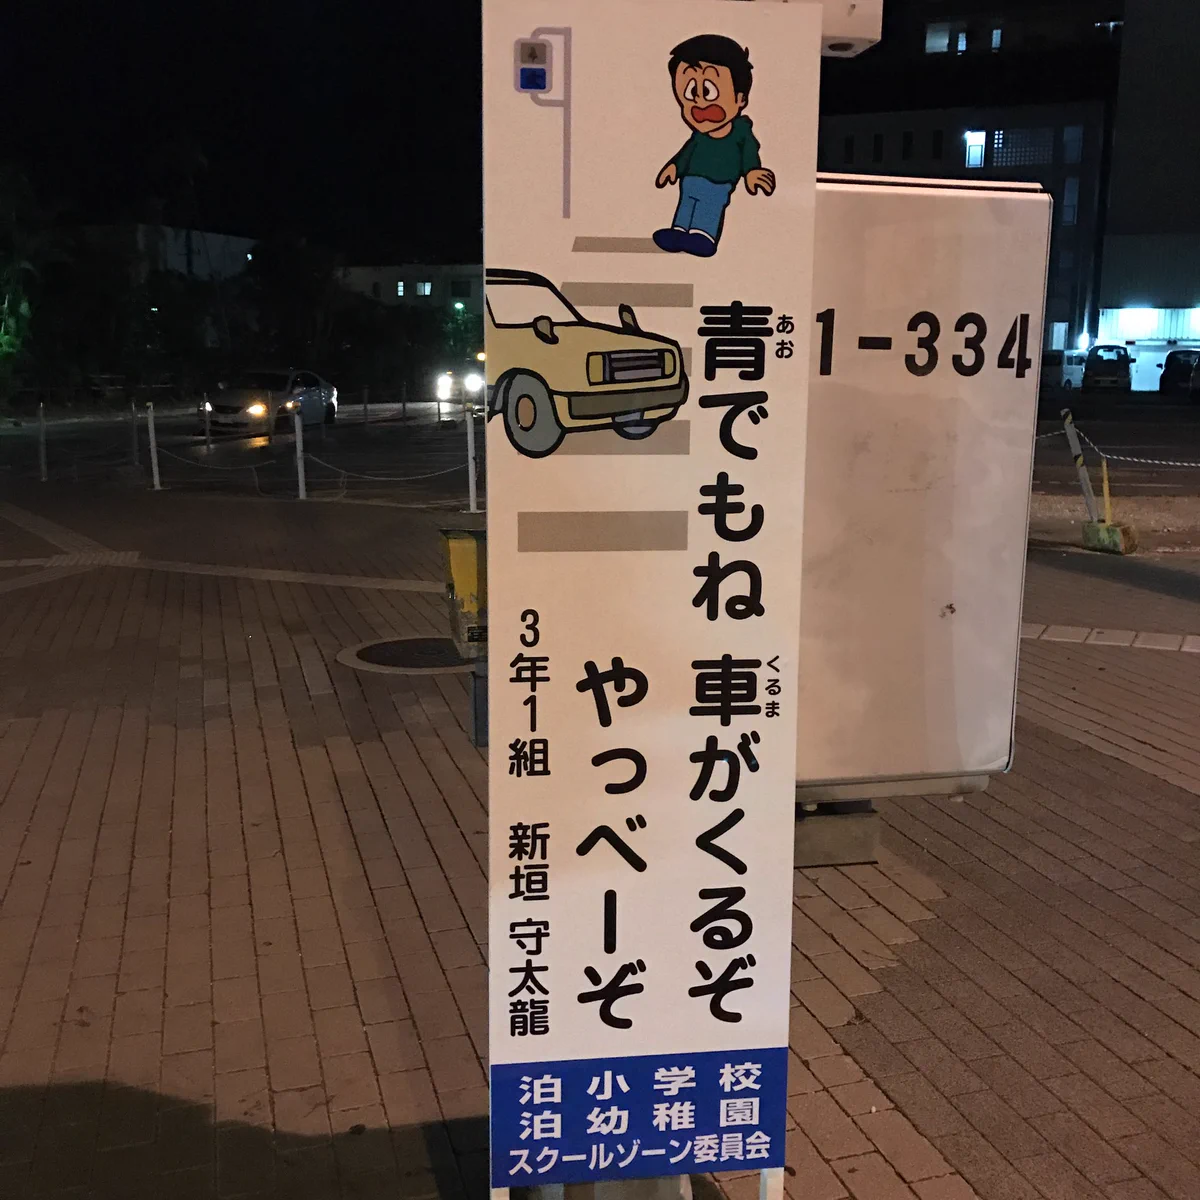 青でもね 車がくるぞ
あお
くるま
やっべーぞ
3年1組 新垣 守太龍
泊小学校
泊幼稚園
スクールゾーン委員会
1-334